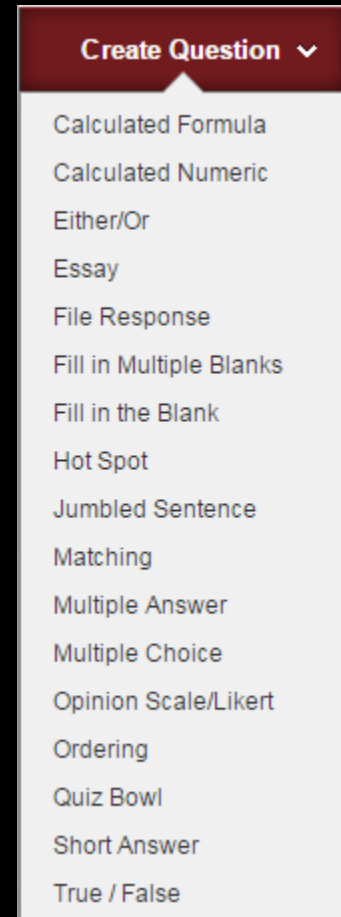 Create Question
Calculated Formula
Calculated Numeric
Either/Or
Essay
File Response
Fill in Multiple Blanks
Fill in the Blank
Hot Spot
Jumbled Sentence
Matching
Multiple Answer
Multiple Choice
Opinion Scale/Likert
Ordering
Quiz Bowl
Short Answer
True / False